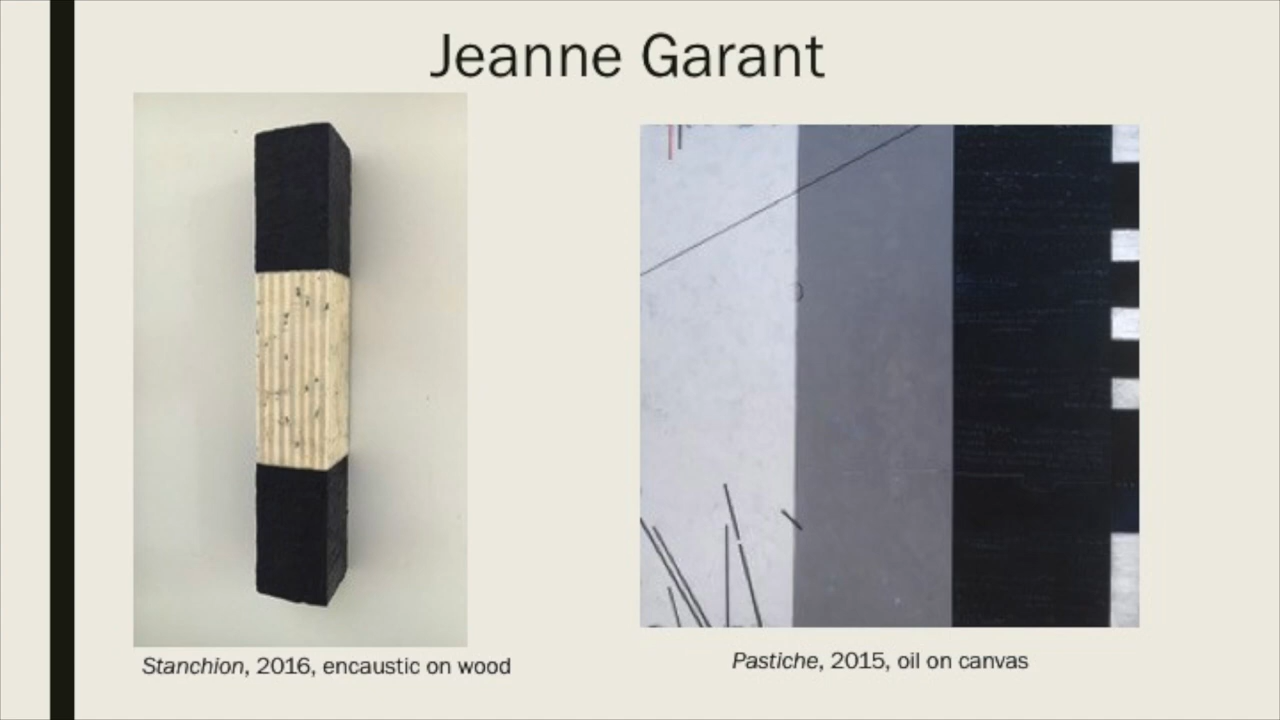 Jeanne Garant
Stanchion, 2016, encaustic on wood
Pastiche, 2015, oil on canvas